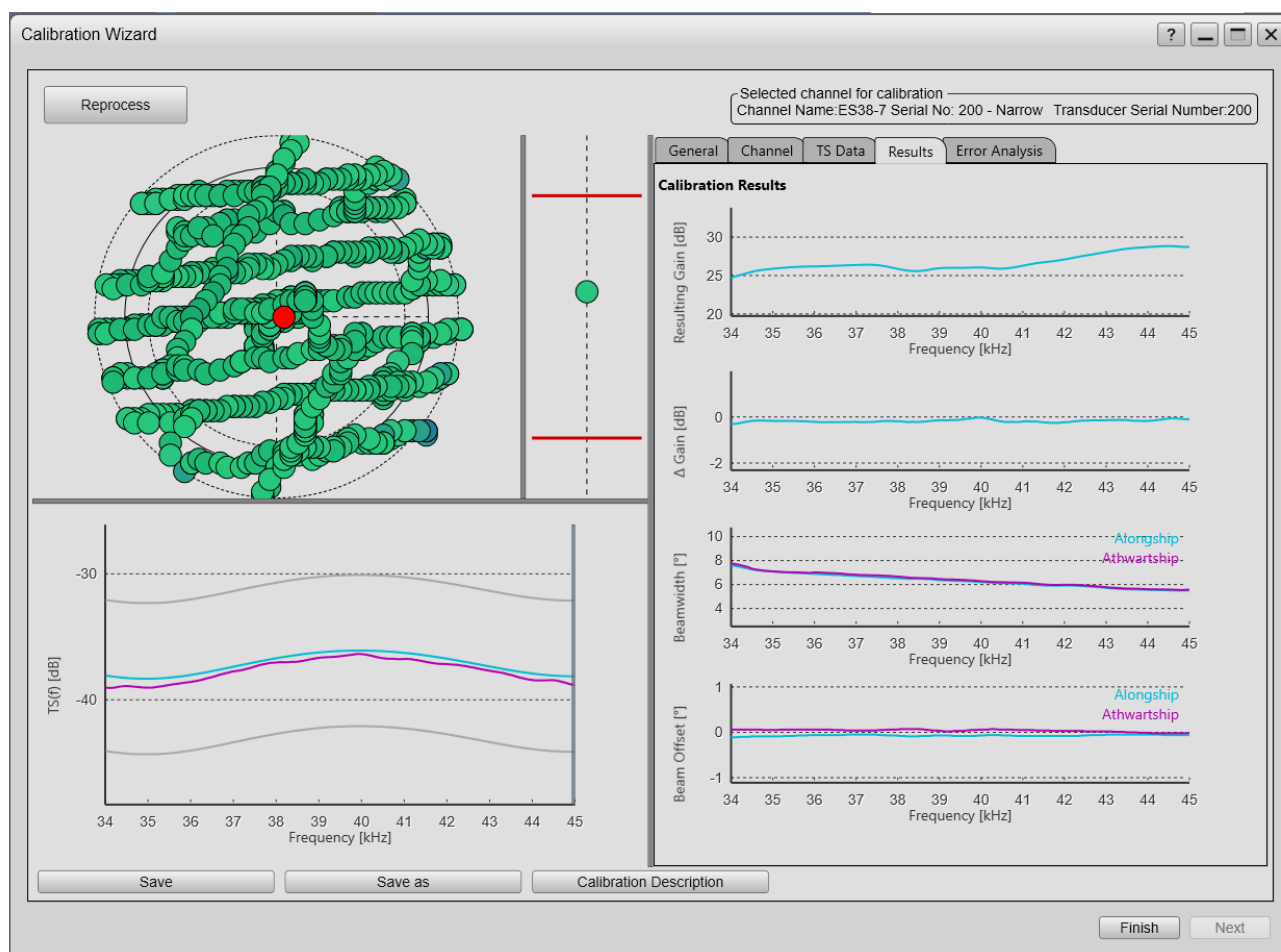 Calibration Wizard
?
Reprocess
Selected channel for calibration
Channel Name:ES38-7 Serial No: 200 - Narrow   Transducer Serial Number:200
General
Channel
TS Data
Results
Error Analysis
Calibration Results
Resulting Gain [dB]
30
25
20
34 35 36 37 38 39 40 41 42 43 44 45
Frequency [kHz]
Δ Gain [dB]
0
-2
34 35 36 37 38 39 40 41 42 43 44 45
Frequency [kHz]
Beamwidth [°]
10
8
6
4
Alongship
Athwartship
34 35 36 37 38 39 40 41 42 43 44 45
Frequency [kHz]
Beam Offset [°]
1
0
-1
Alongship
Athwartship
34 35 36 37 38 39 40 41 42 43 44 45
Frequency [kHz]
TS(f) [dB]
-30
-40
34 35 36 37 38 39 40 41 42 43 44 45
Frequency [kHz]
Save
Save as
Calibration Description
Finish
Next